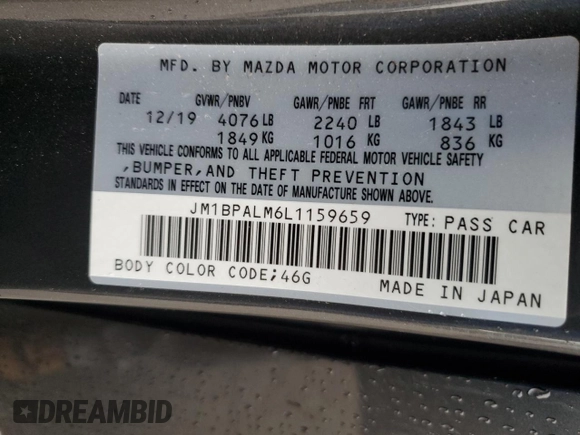 MFD. BY MAZDA MOTOR CORPORATION
DATE GVWR/PNBV GAWR/PNBE FRT GAWR/PNBE RR
12/19 4076 LB 2240 LB 1843 LB
1849 KG 1016 KG 836 KG
THIS VEHICLE CONFORMS TO ALL APPLICABLE FEDERAL MOTOR VEHICLE SAFETY
,BUMPER,AND THEFT PREVENTION
STANDARDS IN EFFECT ON THE DATE OF MANUFACTURE SHOWN ABOVE.
JM1BPALM6L1159659 TYPE: PASS CAR
BODY COLOR CODE;46G MADE IN JAPAN
DREAMBID